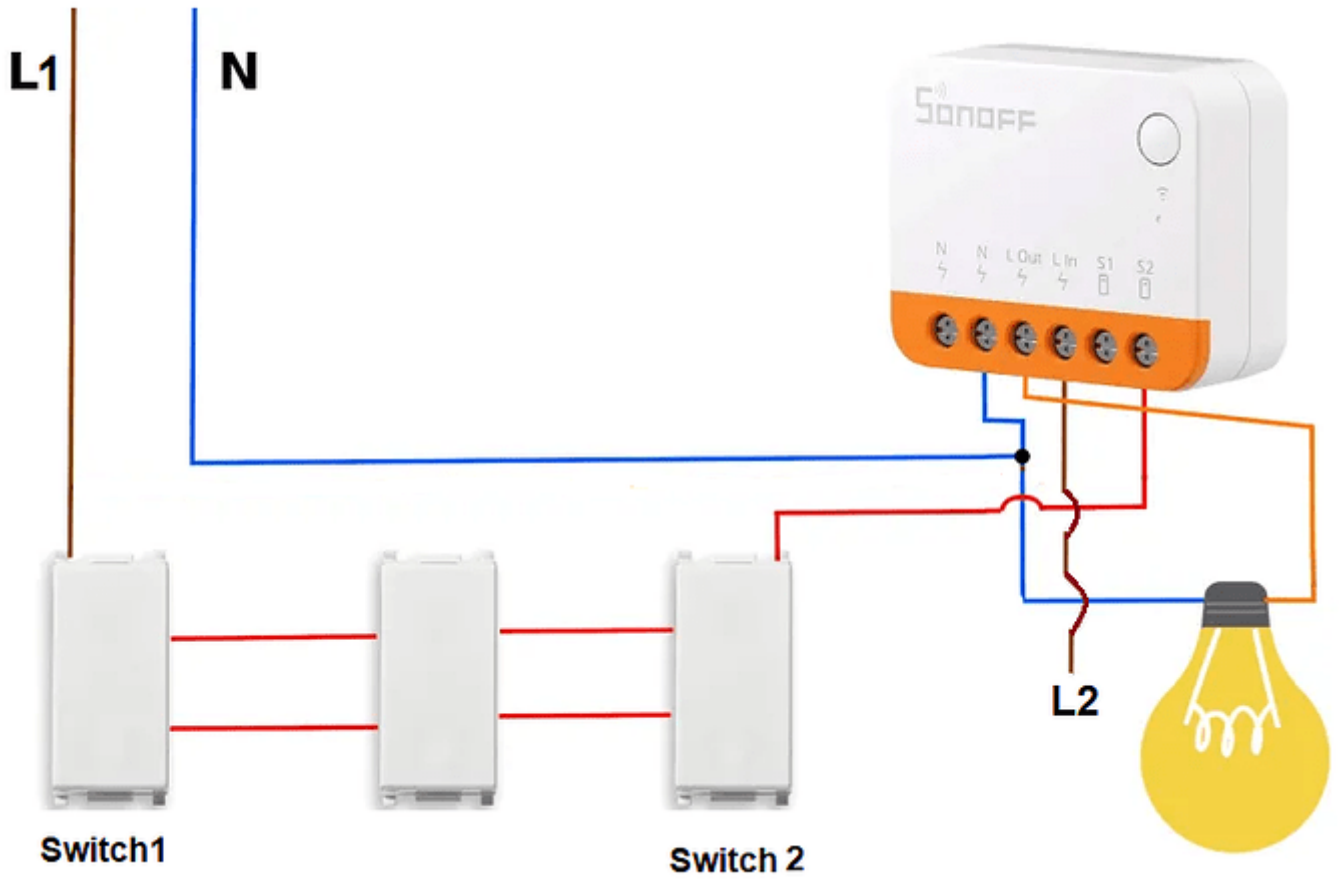 L1
N
SONOFF
N N L Out L In S1 S2
L2
Switch1
Switch 2